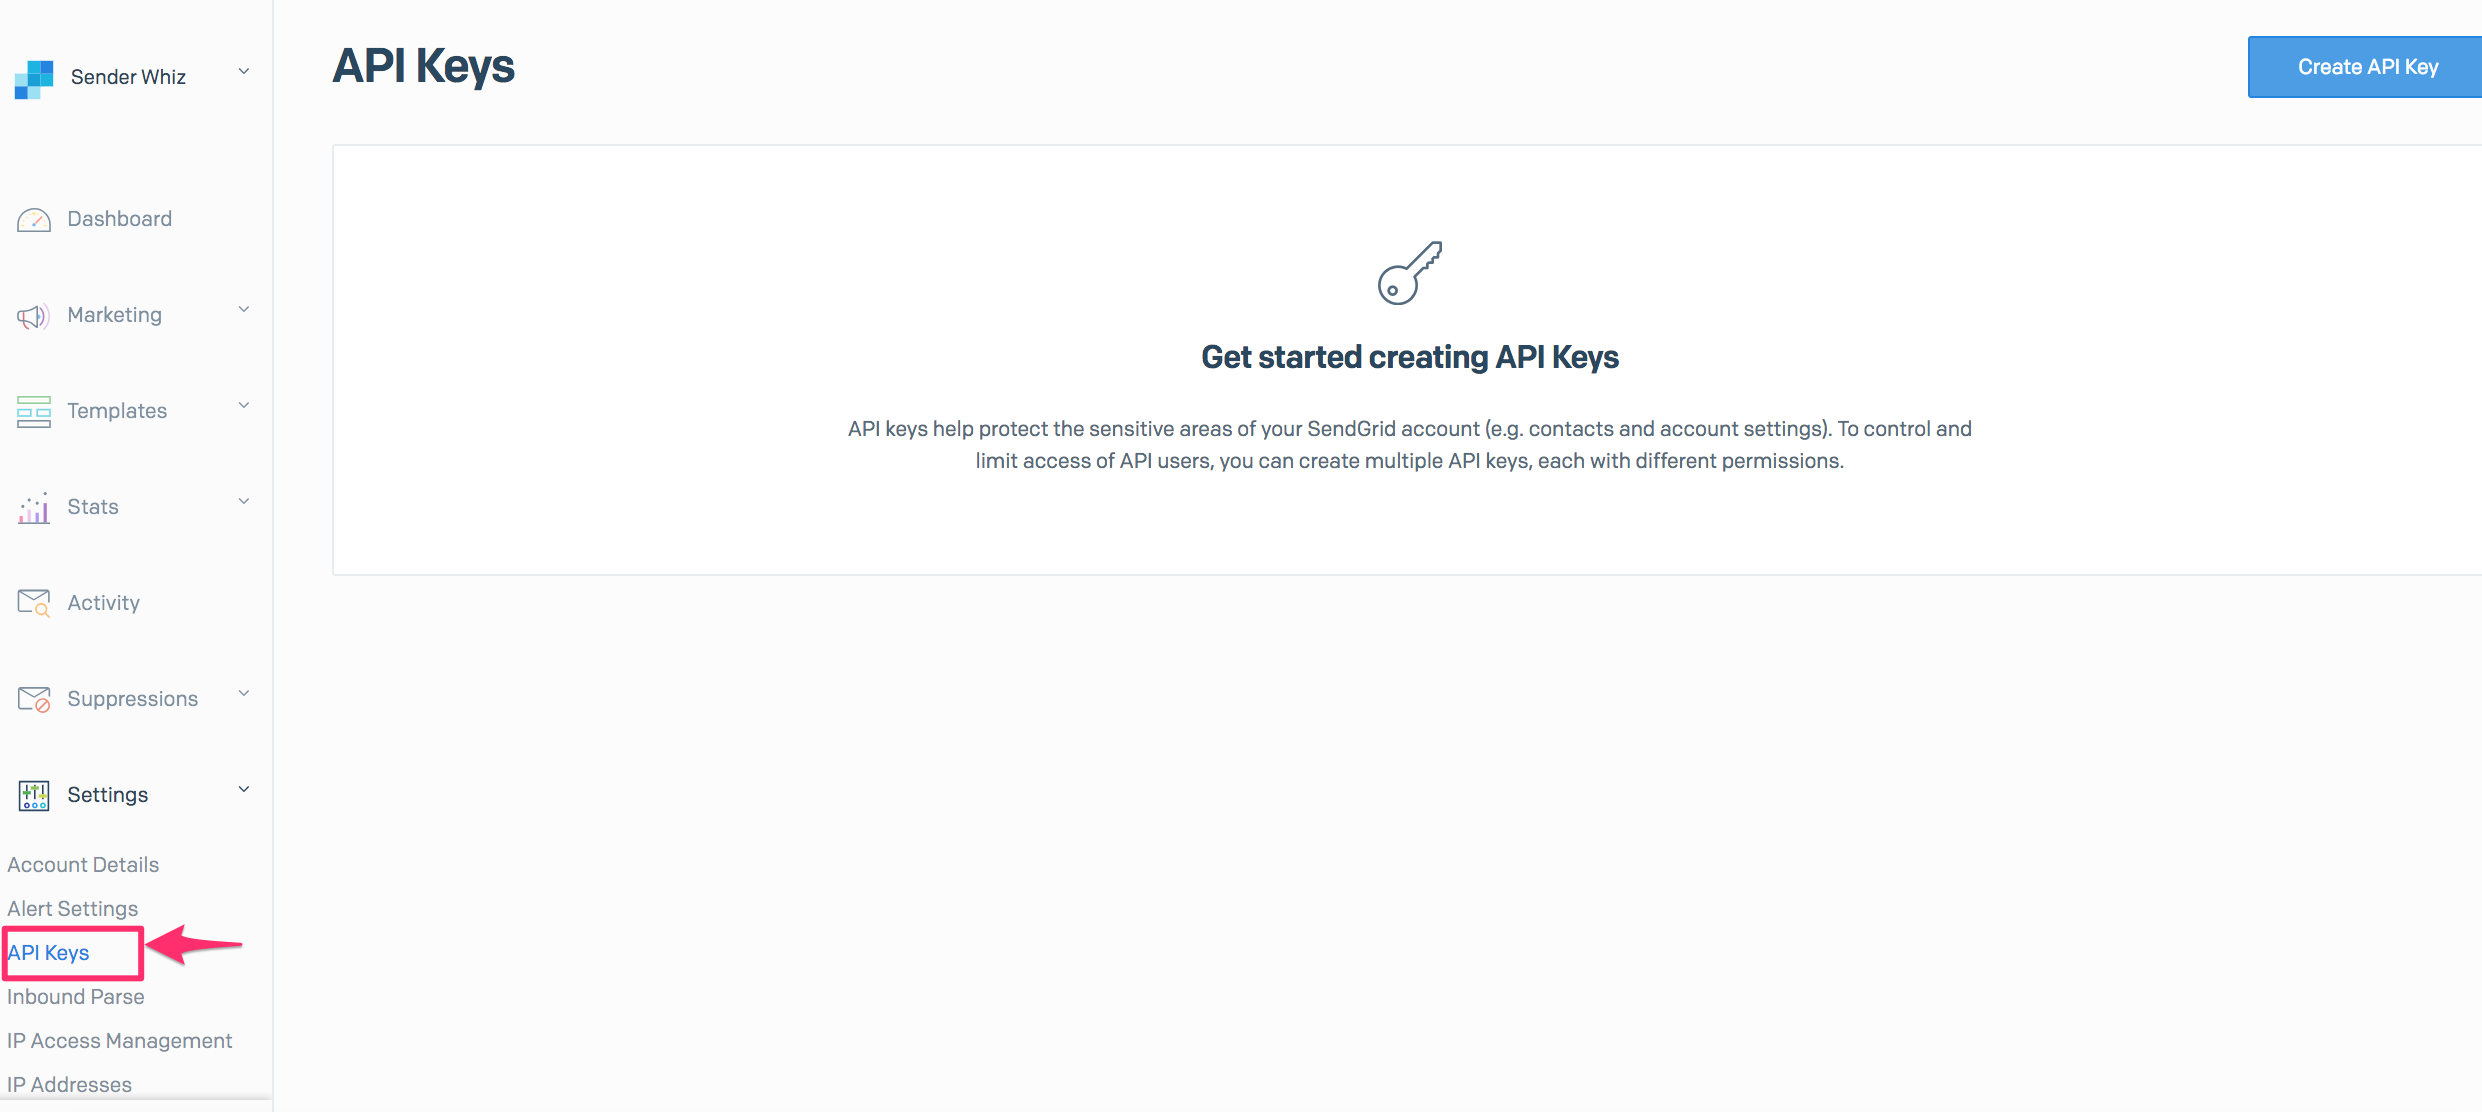 Sender Whiz
Dashboard
Marketing
Templates
Stats
Activity
Suppressions
Settings
Account Details
Alert Settings
API Keys
Inbound Parse
IP Access Management
IP Addresses
API Keys
Create API Key
Get started creating API Keys
API keys help protect the sensitive areas of your SendGrid account (e.g. contacts and account settings). To control and
limit access of API users, you can create multiple API keys, each with different permissions.